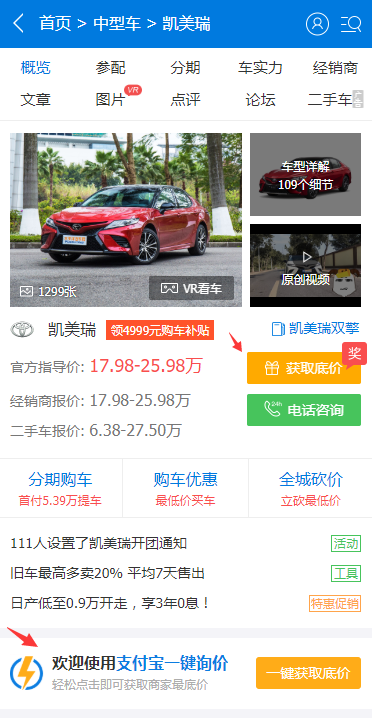 首页 > 中型车 > 凯美瑞
概览 参配 分期 车实力 经销商
文章 图片 VR 点评 论坛 二手车
车型详解
109个细节
原创视频
1299张
VR看车
凯美瑞 领4999元购车补贴 凯美瑞双擎
官方指导价: 17.98-25.98万
获取底价 奖
经销商报价: 17.98-25.98万
24h 电话咨询
二手车报价: 6.38-27.50万
分期购车 购车优惠 全城砍价
首付5.39万提车 最低价买车 立砍最低价
111人设置了凯美瑞开团通知 活动
旧车最高多卖20% 平均7天售出 工具
日产低至0.9万开走，享3年0息！ 特惠促销
欢迎使用支付宝一键询价
轻松点击即可获取商家最底价
一键获取底价